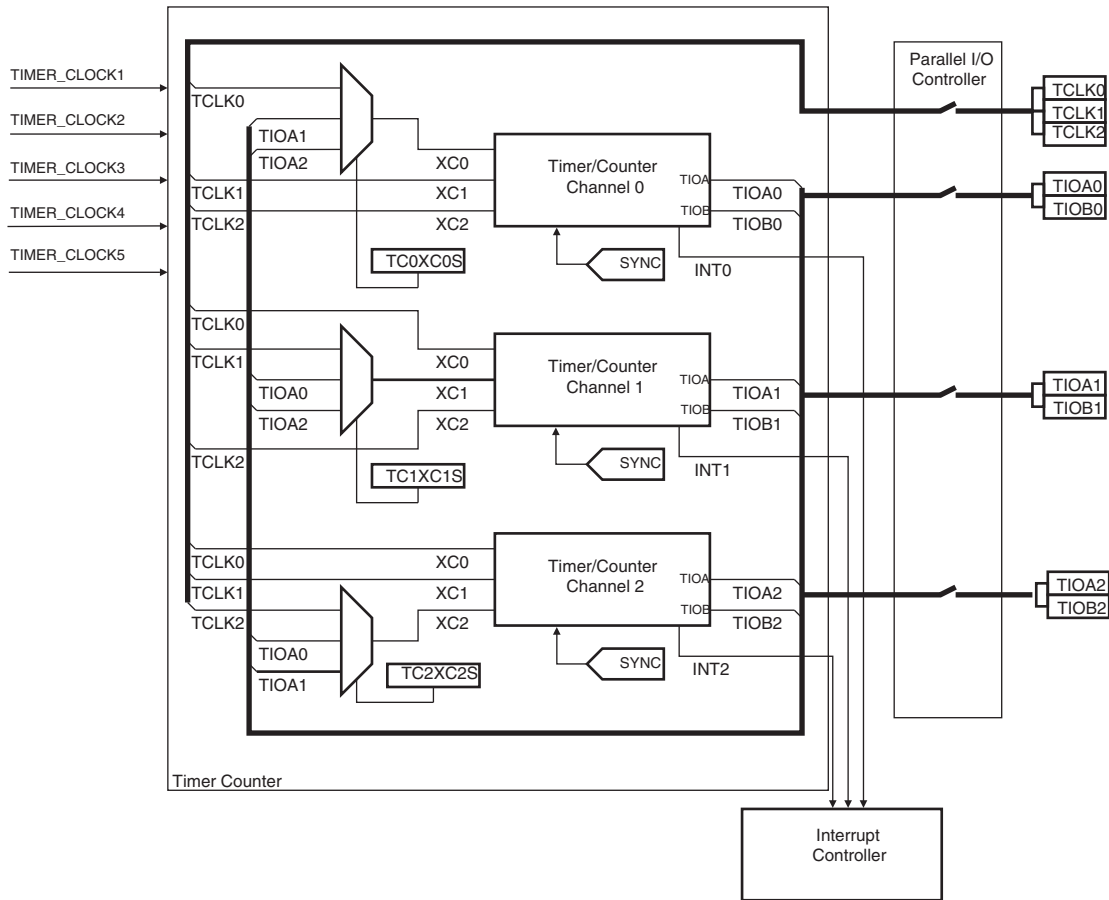 TIMER_CLOCK1
TIMER_CLOCK2
TIMER_CLOCK3
TIMER_CLOCK4
TIMER_CLOCK5
TCLK0
TIOA1
TIOA2
TCLK1
TCLK2
XC0
XC1
XC2
TC0XC0S
Timer/Counter
Channel 0
TIOA
TIOB
TIOA0
TIOB0
SYNC
INT0
TCLK0
TCLK1
TIOA0
TIOA2
TCLK2
XC0
XC1
XC2
TC1XC1S
Timer/Counter
Channel 1
TIOA
TIOB
TIOA1
TIOB1
SYNC
INT1
TCLK0
TCLK1
TCLK2
TIOA0
TIOA1
XC0
XC1
XC2
TC2XC2S
Timer/Counter
Channel 2
TIOA
TIOB
TIOA2
TIOB2
SYNC
INT2
Timer Counter
Parallel I/O
Controller
TCLK0
TCLK1
TCLK2
TIOA0
TIOB0
TIOA1
TIOB1
TIOA2
TIOB2
Interrupt
Controller